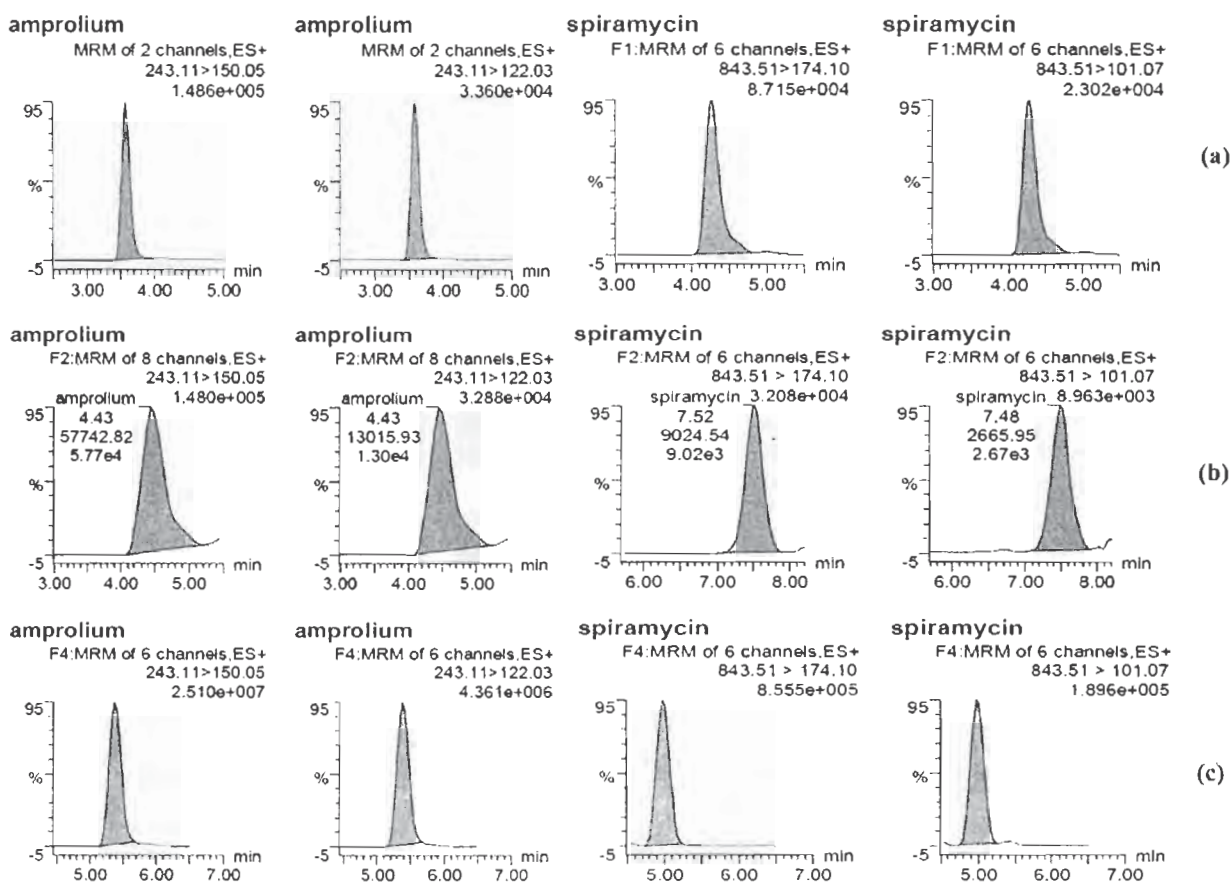 amprolium
MRM of 2 channels,ES+
243.11>150.05
1.486e+005
95
%
-5
min
3.00 4.00 5.00
amprolium
MRM of 2 channels,ES+
243.11>122.03
3.360e+004
95
%
-5
min
3.00 4.00 5.00
spiramycin
F1:MRM of 6 channels,ES+
843.51>174.10
8.715e+004
95
%
-5
min
3.00 4.00 5.00
spiramycin
F1:MRM of 6 channels,ES+
843.51>101.07
2.302e+004
95
%
-5
min
3.00 4.00 5.00
(a)
amprolium
F2:MRM of 8 channels,ES+
243.11>150.05
1.480e+005
amprolium
4.43
57742.82
5.77e4
95
%
-5
min
3.00 4.00 5.00
amprolium
F2:MRM of 8 channels,ES+
243.11>122.03
3.288e+004
amprolium
4.43
13015.93
1.30e4
95
%
-5
min
3.00 4.00 5.00
spiramycin
F2:MRM of 6 channels,ES+
843.51 > 174.10
spiramycin 3.208e+004
7.52
9024.54
9.02e3
95
%
-5
min
6.00 7.00 8.00
spiramycin
F2:MRM of 6 channels,ES+
843.51 > 101.07
spiramycin 8.963e+003
7.48
2665.95
2.67e3
95
%
-5
min
6.00 7.00 8.00
(b)
amprolium
F4:MRM of 6 channels,ES+
243.11>150.05
2.510e+007
95
%
-5
min
5.00 6.00 7.00
amprolium
F4:MRM of 6 channels,ES+
243.11>122.03
4.361e+006
95
%
-5
min
5.00 6.00 7.00
spiramycin
F4:MRM of 6 channels,ES+
843.51 > 174.10
8.555e+005
95
%
-5
min
5.00 6.00 7.00
spiramycin
F4:MRM of 6 channels,ES+
843.51 > 101.07
1.896e+005
95
%
-5
min
5.00 6.00 7.00
(c)